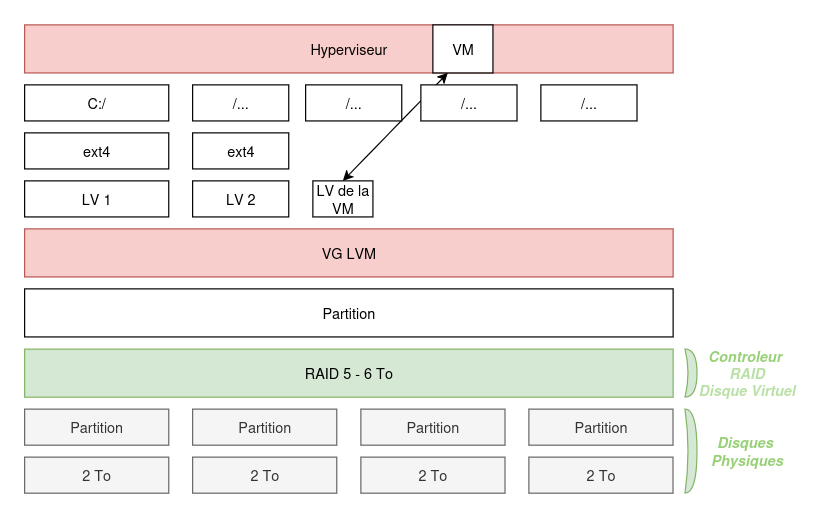 Hyperviseur
VM
C:/
/...
/...
/...
/...
ext4
ext4
LV 1
LV 2
LV de la
VM
VG LVM
Partition
RAID 5 - 6 To
Controleur
RAID
Disque Virtuel
Partition
Partition
Partition
Partition
Disques
Physiques
2 To
2 To
2 To
2 To